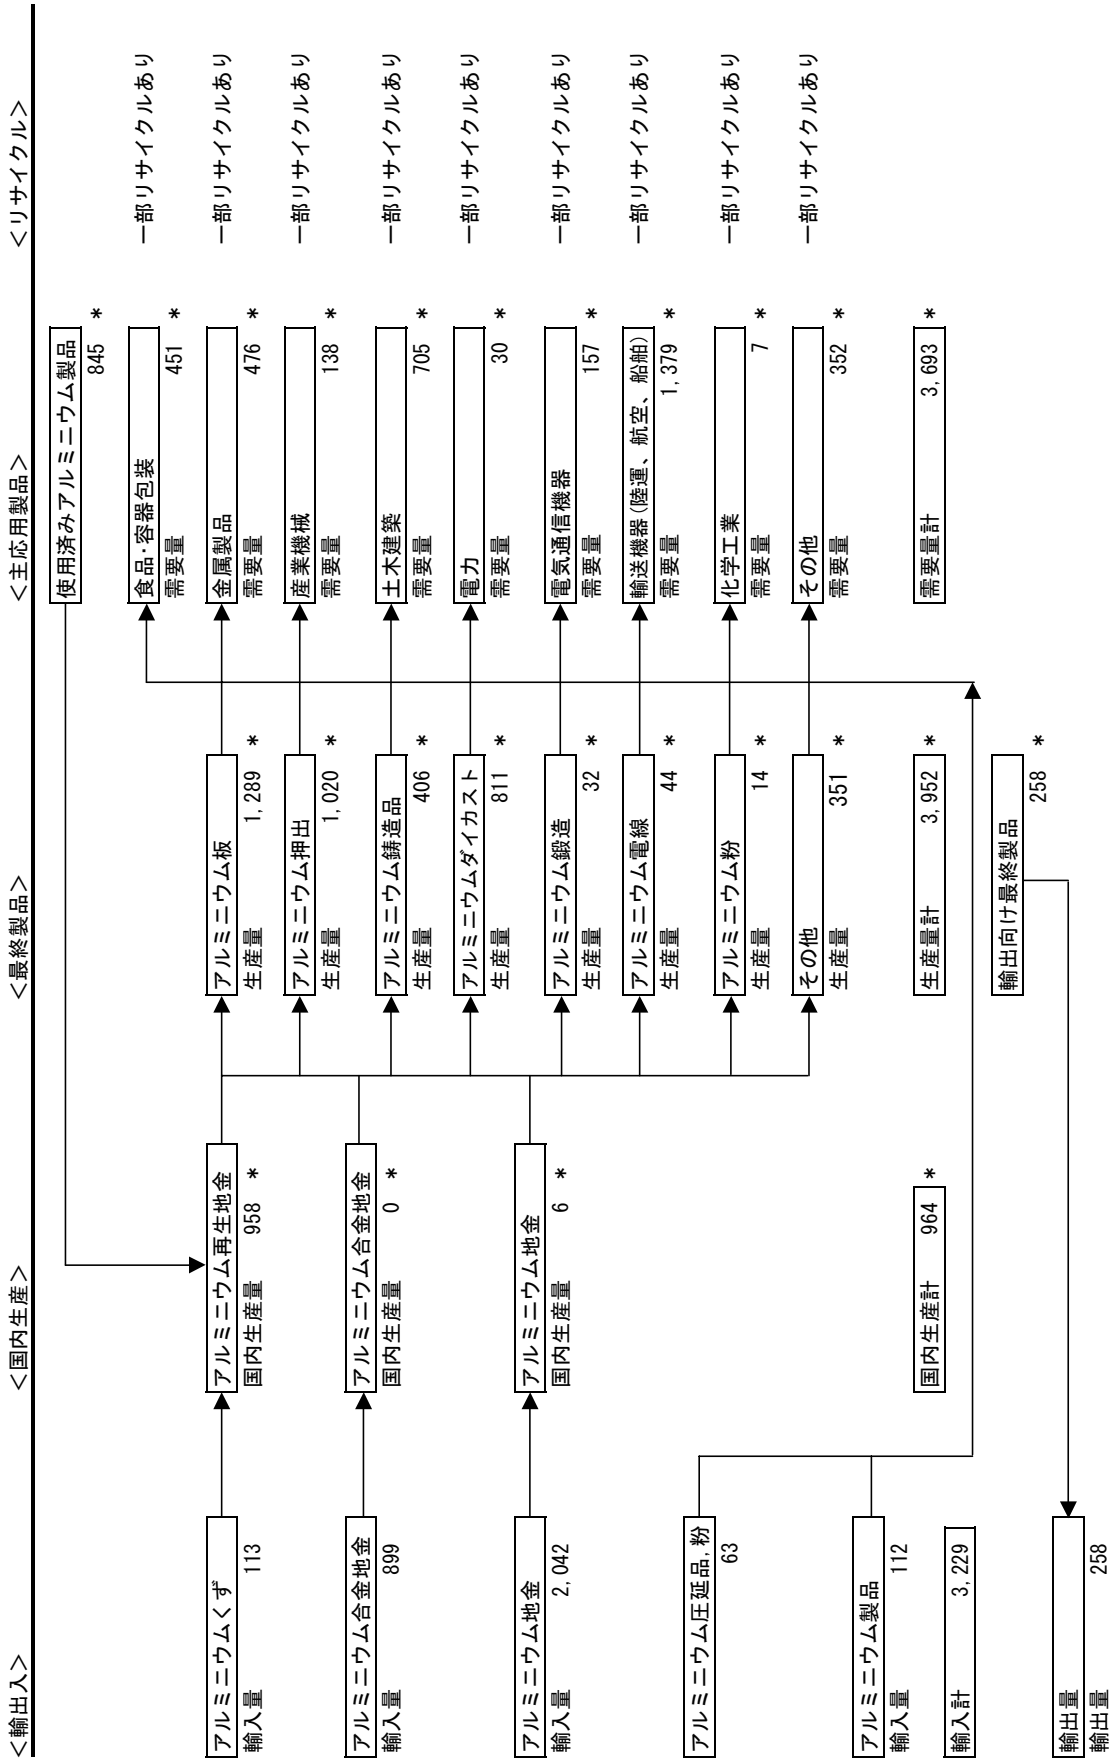 ＜輸出入＞
＜国内生産＞
＜最終製品＞
＜主応用製品＞
＜リサイクル＞
使用済みアルミニウム製品
845 *
食品・容器包装
需要量 451 *
一部リサイクルあり
アルミニウムくず
輸入量 113
アルミニウム再生地金
国内生産量 958 *
アルミニウム板
生産量 1,289 *
金属製品
需要量 476 *
一部リサイクルあり
アルミニウム押出
生産量 1,020 *
産業機械
需要量 138 *
一部リサイクルあり
アルミニウム合金地金
輸入量 899
アルミニウム合金地金
国内生産量 0 *
アルミニウム鋳造品
生産量 406 *
土木建築
需要量 705 *
一部リサイクルあり
アルミニウムダイカスト
生産量 811 *
電力
需要量 30 *
一部リサイクルあり
アルミニウム地金
輸入量 2,042
アルミニウム地金
国内生産量 6 *
アルミニウム鍛造
生産量 32 *
電気通信機器
需要量 157 *
一部リサイクルあり
アルミニウム電線
生産量 44 *
輸送機器(陸運、航空、船舶)
需要量 1,379 *
一部リサイクルあり
アルミニウム圧延品,粉
63
アルミニウム粉
生産量 14 *
化学工業
需要量 7 *
一部リサイクルあり
その他
生産量 351 *
その他
需要量 352 *
一部リサイクルあり
アルミニウム製品
輸入量 112
輸入計 3,229
国内生産計 964 *
生産量計 3,952 *
需要量計 3,693 *
輸出向け最終製品
258 *
輸出量
輸出量 258